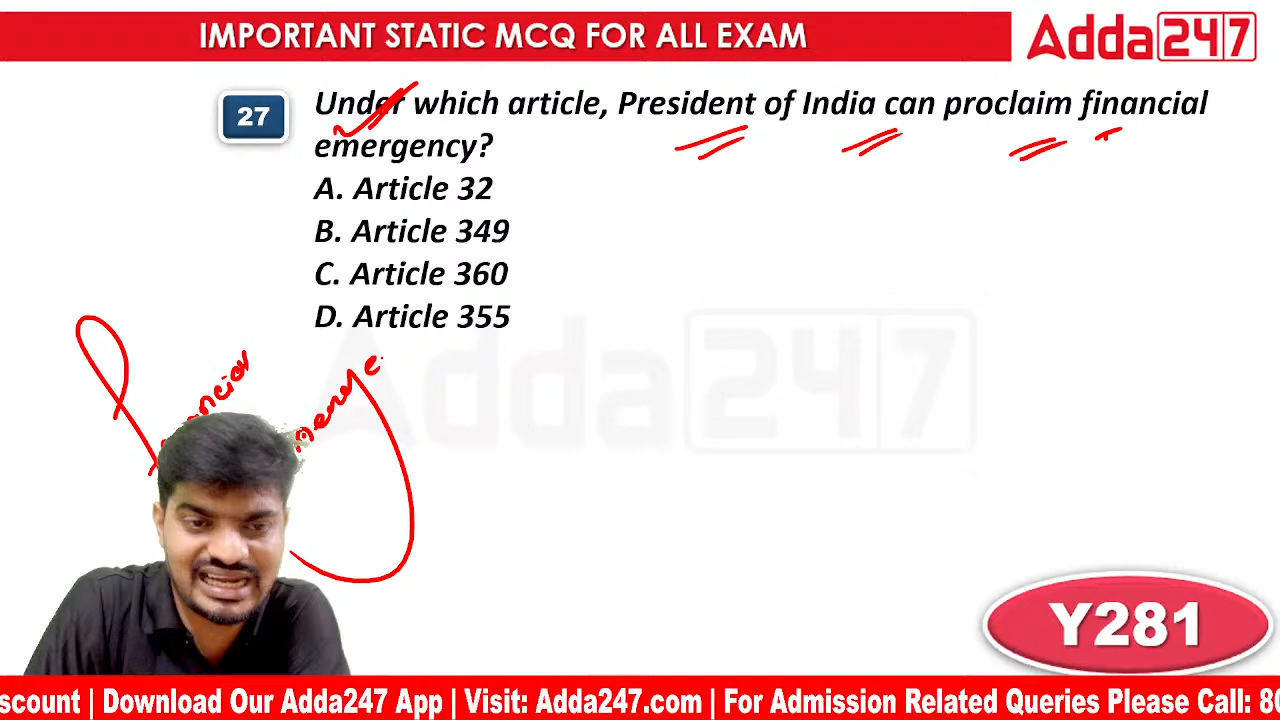 IMPORTANT STATIC MCQ FOR ALL EXAM
Adda247
27
Under which article, President of India can proclaim financial
emergency?
A. Article 32
B. Article 349
C. Article 360
D. Article 355
Adda247
Y281
scount | Download Our Adda247 App | Visit: Adda247.com | For Admission Related Queries Please Call: 80